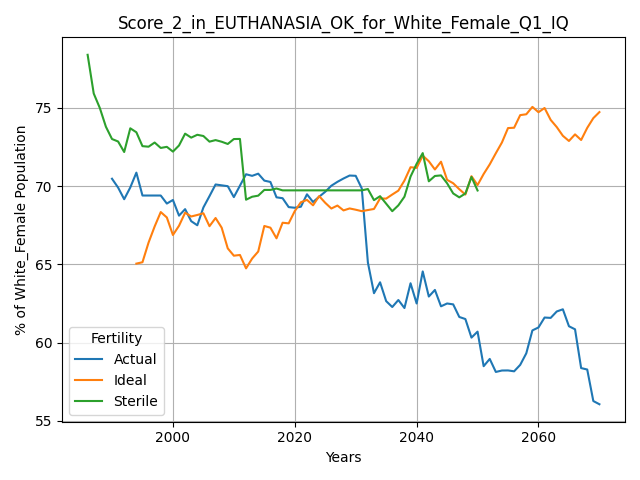 Score_2_in_EUTHANASIA_OK_for_White_Female_Q1_IQ
% of White_Female Population
75
70
65
60
55
Fertility
Actual
Ideal
Sterile
2000 2020 2040 2060
Years